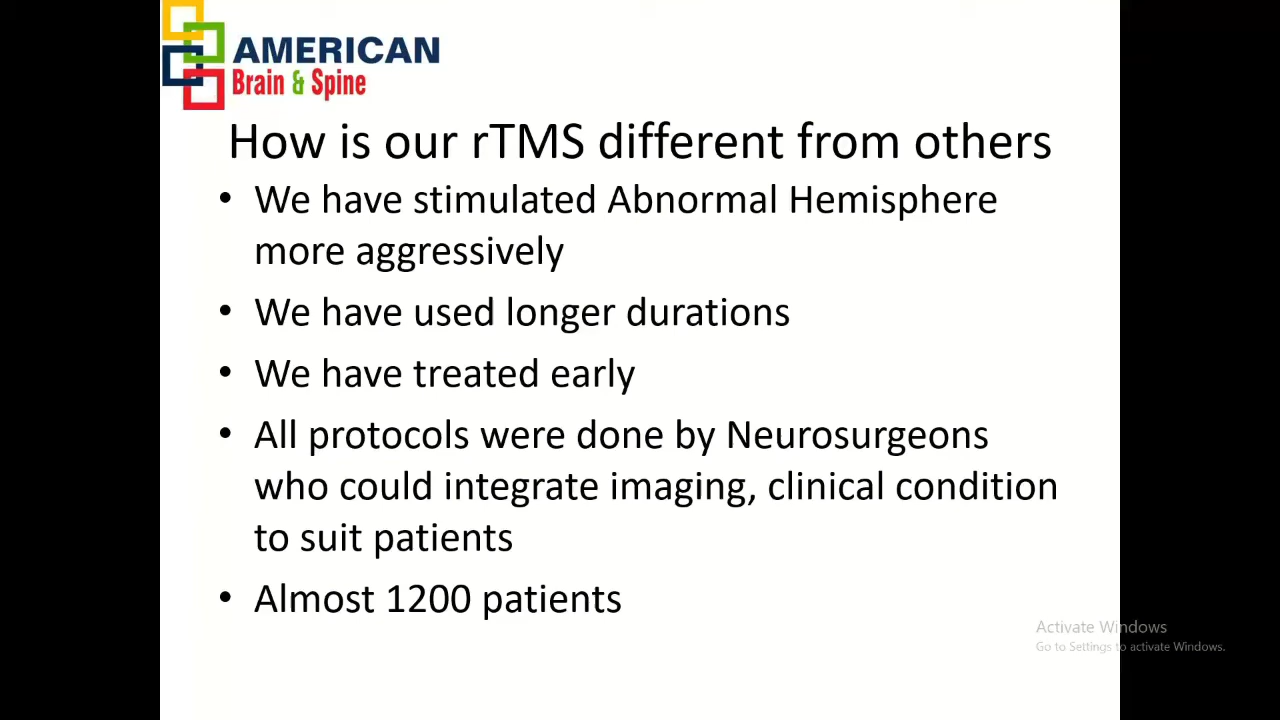 AMERICAN
Brain & Spine
How is our rTMS different from others
• We have stimulated Abnormal Hemisphere
more aggressively
• We have used longer durations
• We have treated early
• All protocols were done by Neurosurgeons
who could integrate imaging, clinical condition
to suit patients
• Almost 1200 patients
Activate Windows
Go to Settings to activate Windows.